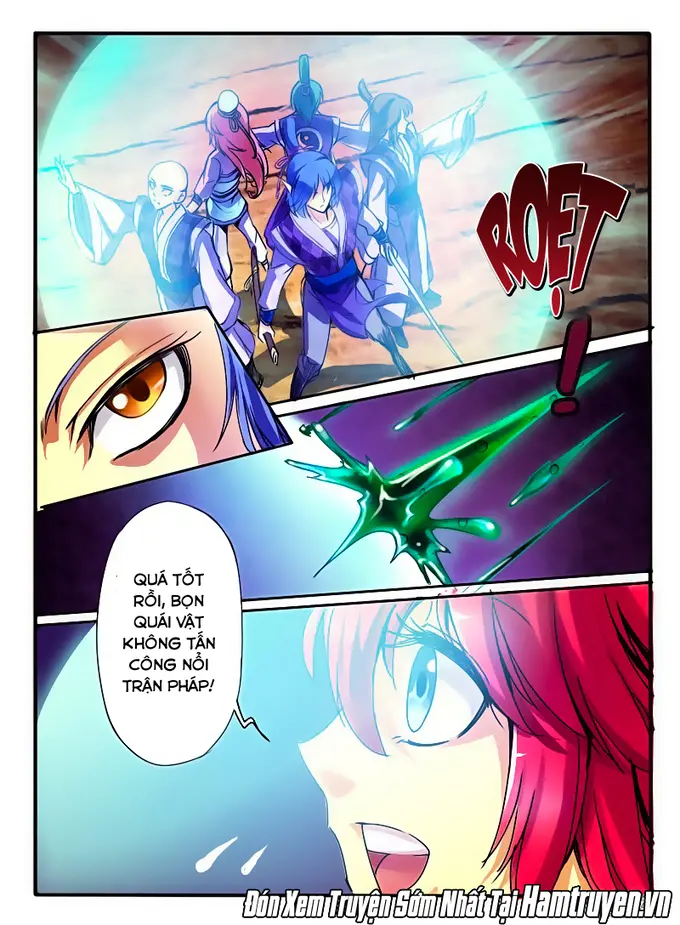 ROẸT
!
QUÁ TỐT
RỒI, BỌN
QUÁI VẬT
KHÔNG TẤN
CÔNG NỔI
TRẬN PHÁP!
Đón Xem Truyện Sớm Nhất Tại Hamtruyen.vn